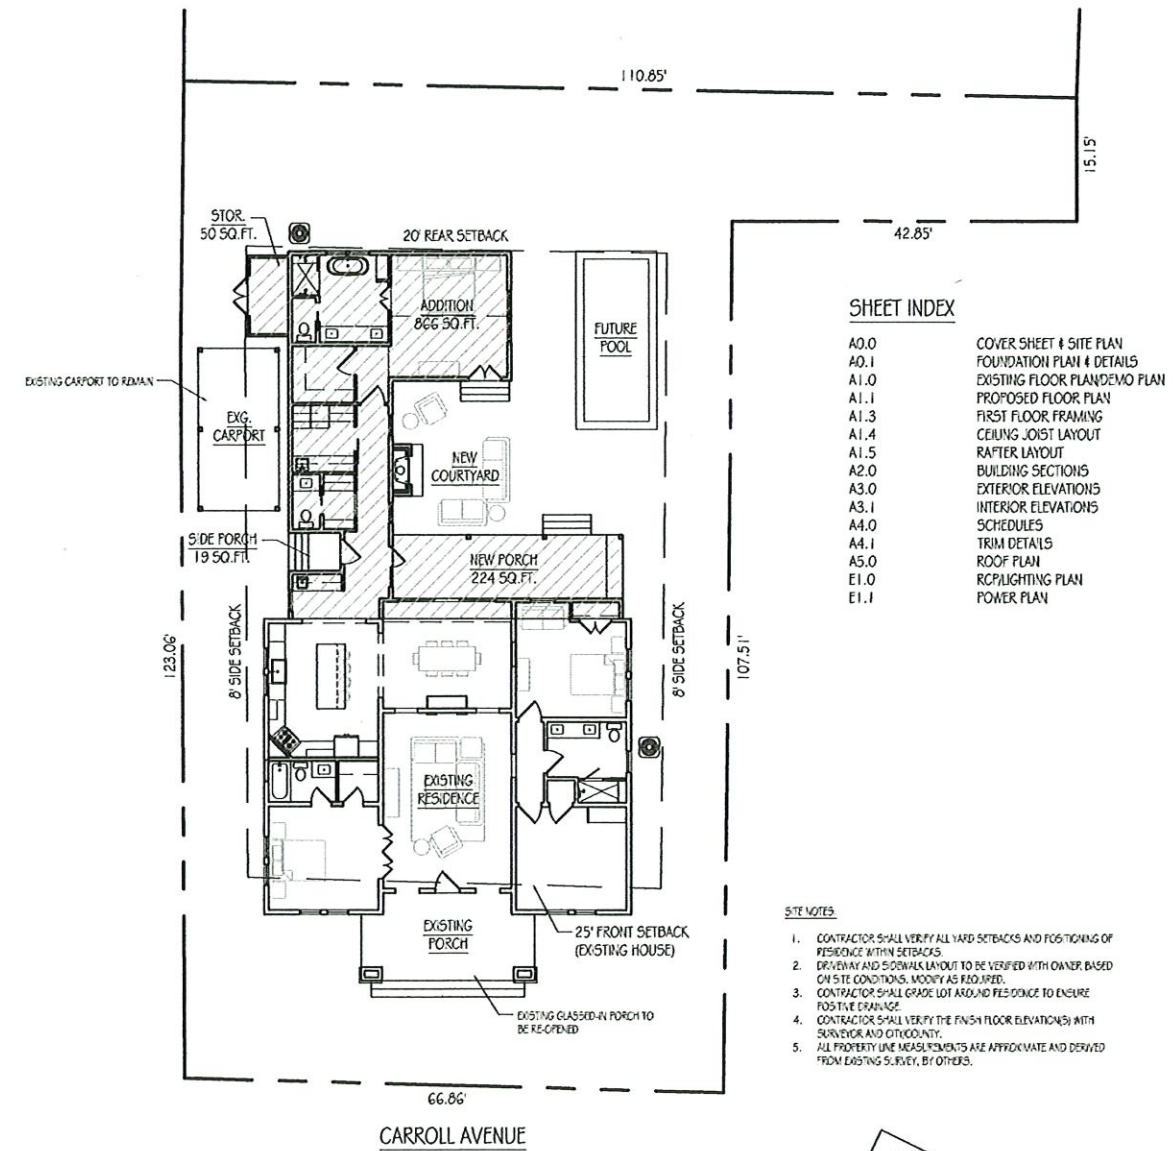 110.85'
15.15'
STOR.
50 SQ.FT.
20' REAR SETBACK
42.85'
ADDITION
866 SQ.FT.
FUTURE
POOL
EXISTING CARPORT TO REMAIN
EXG.
CARPORT
NEW
COURTYARD
SIDE PORCH
19 SQ.FT.
NEW PORCH
224 SQ.FT.
8' SIDE SETBACK
8' SIDE SETBACK
123.06'
107.51'
EXISTING
RESIDENCE
EXISTING
PORCH
25' FRONT SETBACK
(EXISTING HOUSE)
EXISTING GLASSED-IN PORCH TO
BE RE-OPENED
66.86'
CARROLL AVENUE
SHEET INDEX
A0.0 COVER SHEET & SITE PLAN
A0.1 FOUNDATION PLAN & DETAILS
A1.0 EXISTING FLOOR PLAN/DEMO PLAN
A1.1 PROPOSED FLOOR PLAN
A1.3 FIRST FLOOR FRAMING
A1.4 CEILING JOIST LAYOUT
A1.5 RAFTER LAYOUT
A2.0 BUILDING SECTIONS
A3.0 EXTERIOR ELEVATIONS
A3.1 INTERIOR ELEVATIONS
A4.0 SCHEDULES
A4.1 TRIM DETAILS
A5.0 ROOF PLAN
E1.0 RCP/LIGHTING PLAN
E1.1 POWER PLAN
SITE NOTES:
1. CONTRACTOR SHALL VERIFY ALL YARD SETBACKS AND POSITIONING OF
RESIDENCE WITHIN SETBACKS.
2. DRIVEWAY AND SIDEWALK LAYOUT TO BE VERIFIED WITH OWNER BASED
ON SITE CONDITIONS. MODIFY AS REQUIRED.
3. CONTRACTOR SHALL GRADE LOT AROUND RESIDENCE TO ENSURE
POSITIVE DRAINAGE.
4. CONTRACTOR SHALL VERIFY THE FINISH FLOOR ELEVATION(S) WITH
SURVEYOR AND CITY/COUNTY.
5. ALL PROPERTY LINE MEASUREMENTS ARE APPROXIMATE AND DERIVED
FROM EXISTING SURVEY, BY OTHERS.